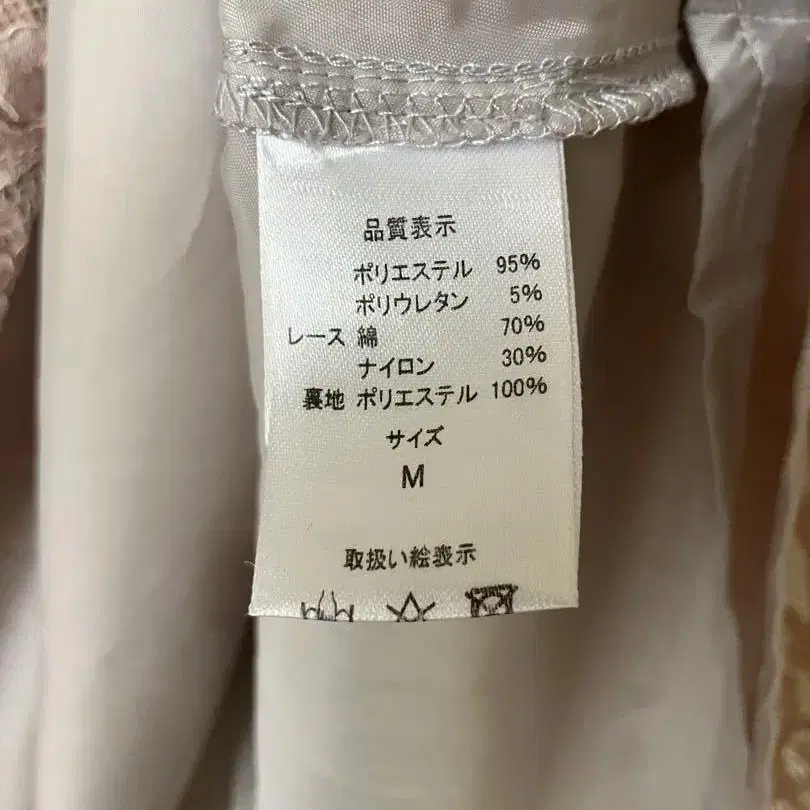 品質表示
ポリエステル 95%
ポリウレタン 5%
レース 綿 70%
ナイロン 30%
裏地 ポリエステル 100%
サイズ
M
取扱い絵表示